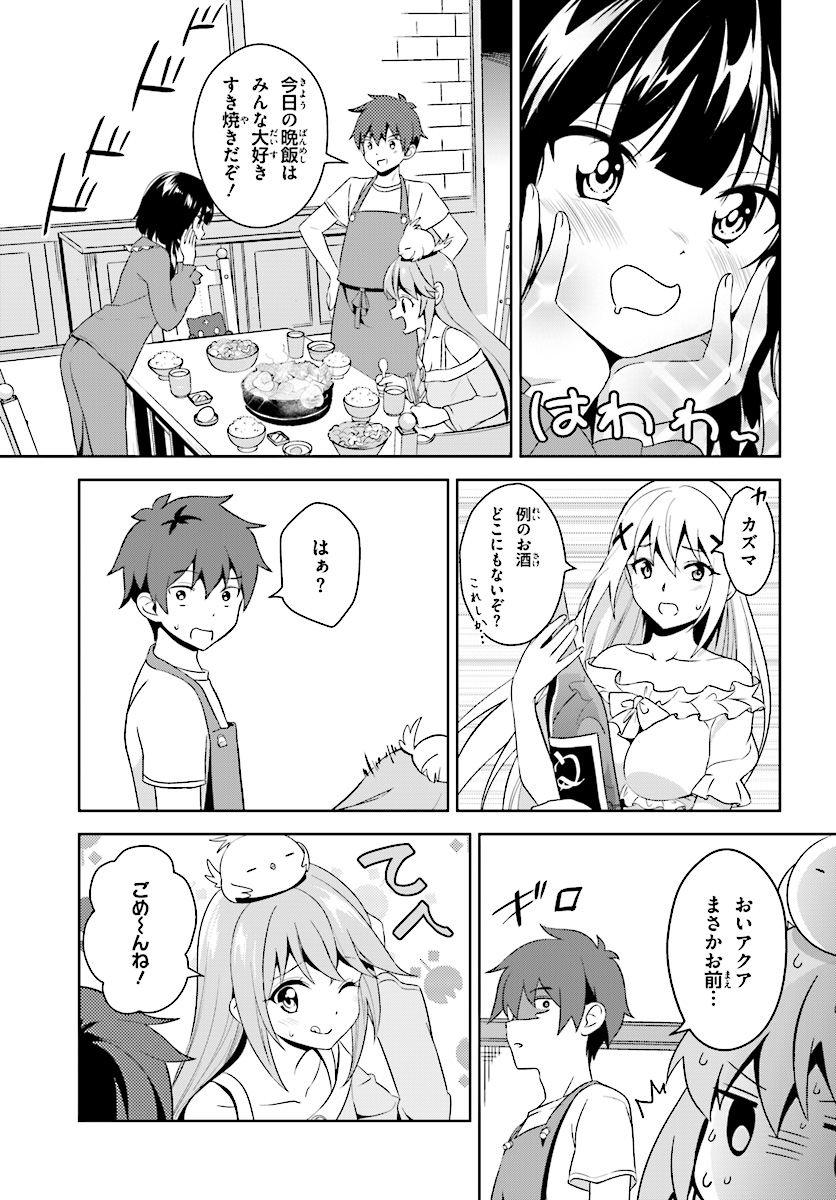 はわわ～
今日の晩飯は
みんな大好き
すき焼きだぞ！
ドドドド
カズマ
例のお酒
どこにもないぞ？
これしか…
はぁ？
おいアクア
まさかお前…
ギロ
てへ
ごめ～んね！